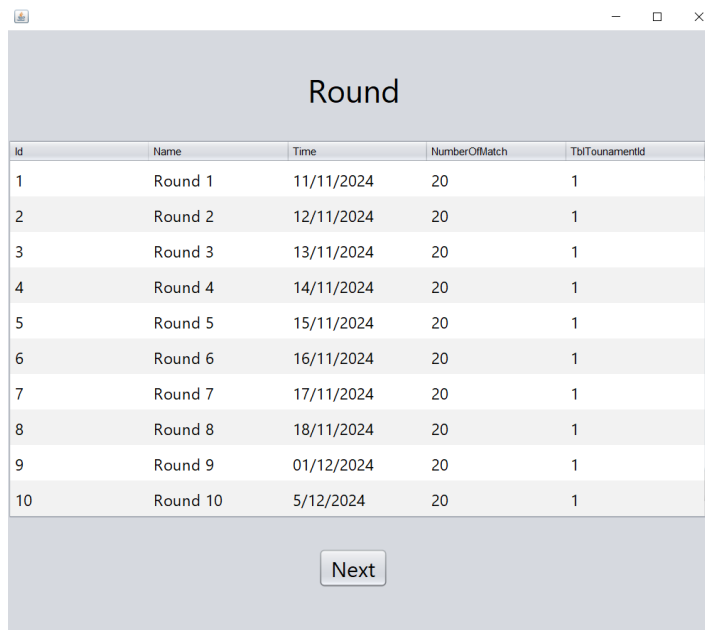 Round
Id Name Time NumberOfMatch TblTounamentId
1 Round 1 11/11/2024 20 1
2 Round 2 12/11/2024 20 1
3 Round 3 13/11/2024 20 1
4 Round 4 14/11/2024 20 1
5 Round 5 15/11/2024 20 1
6 Round 6 16/11/2024 20 1
7 Round 7 17/11/2024 20 1
8 Round 8 18/11/2024 20 1
9 Round 9 01/12/2024 20 1
10 Round 10 5/12/2024 20 1
Next